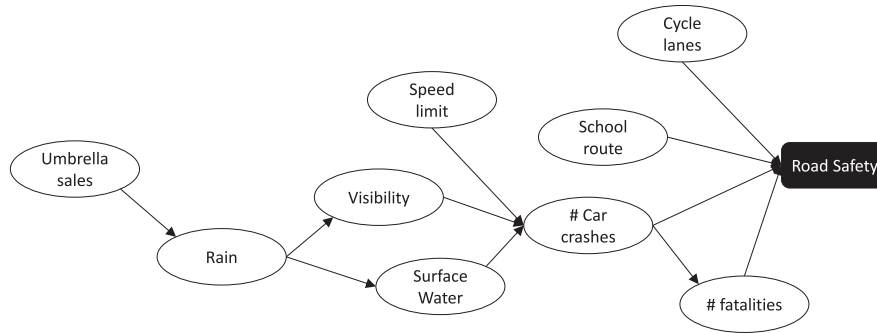 Cycle
lanes
Speed
limit
School
route
Road Safety
Umbrella
sales
Visibility
# Car
crashes
Rain
Surface
Water
# fatalities